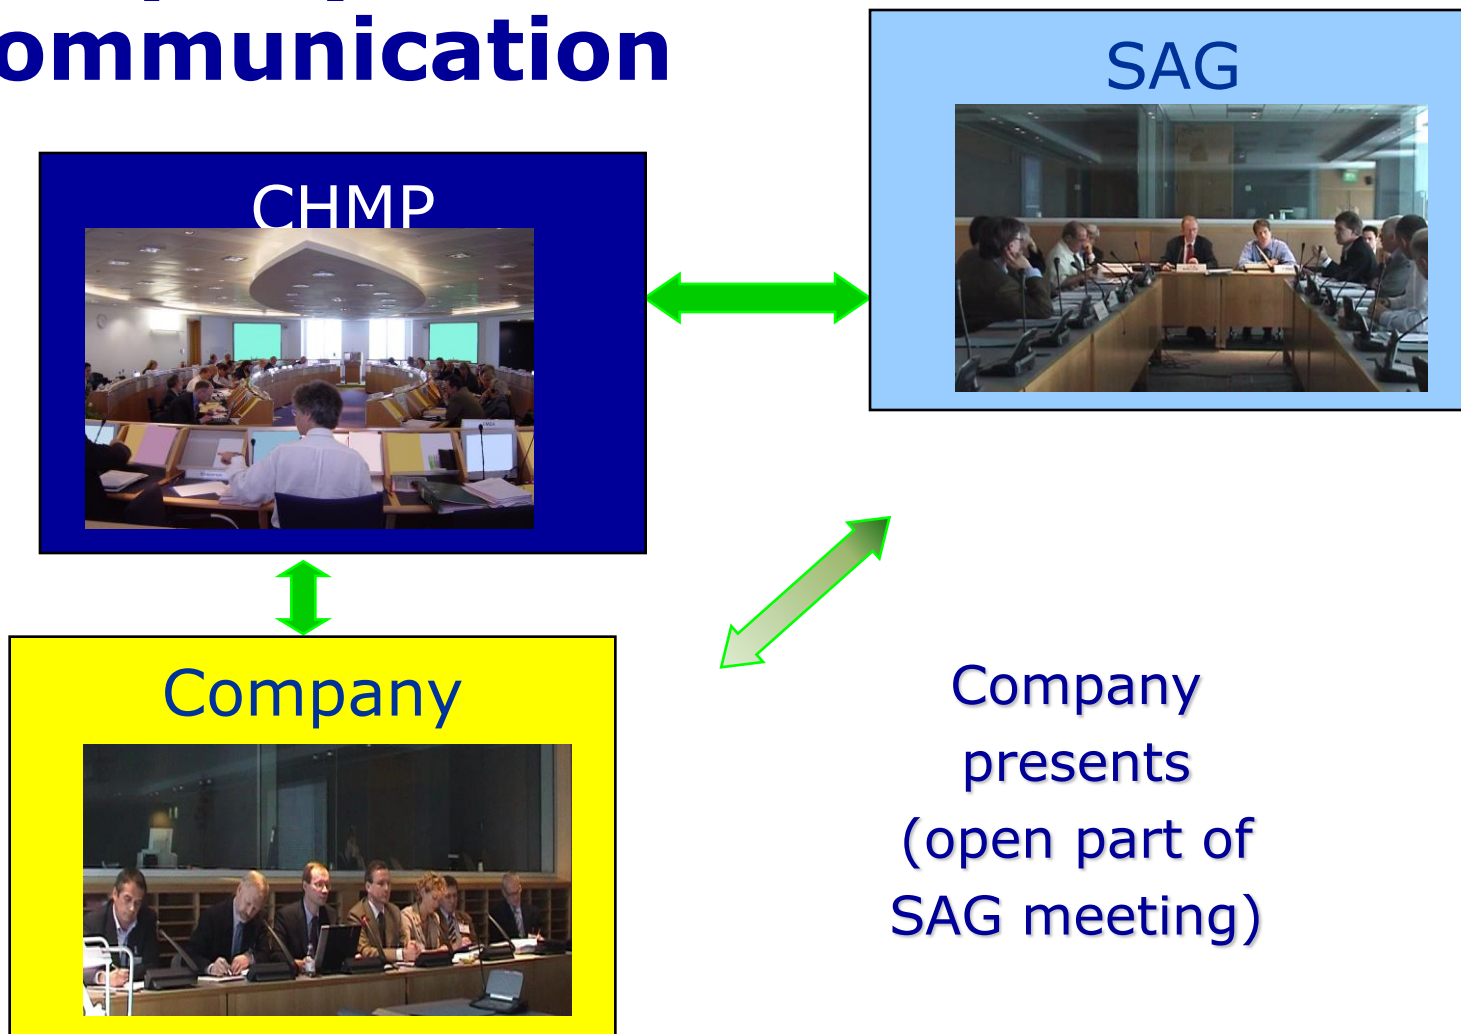 ommunication
SAG
CHMP
Company
Company
presents
(open part of
SAG meeting)